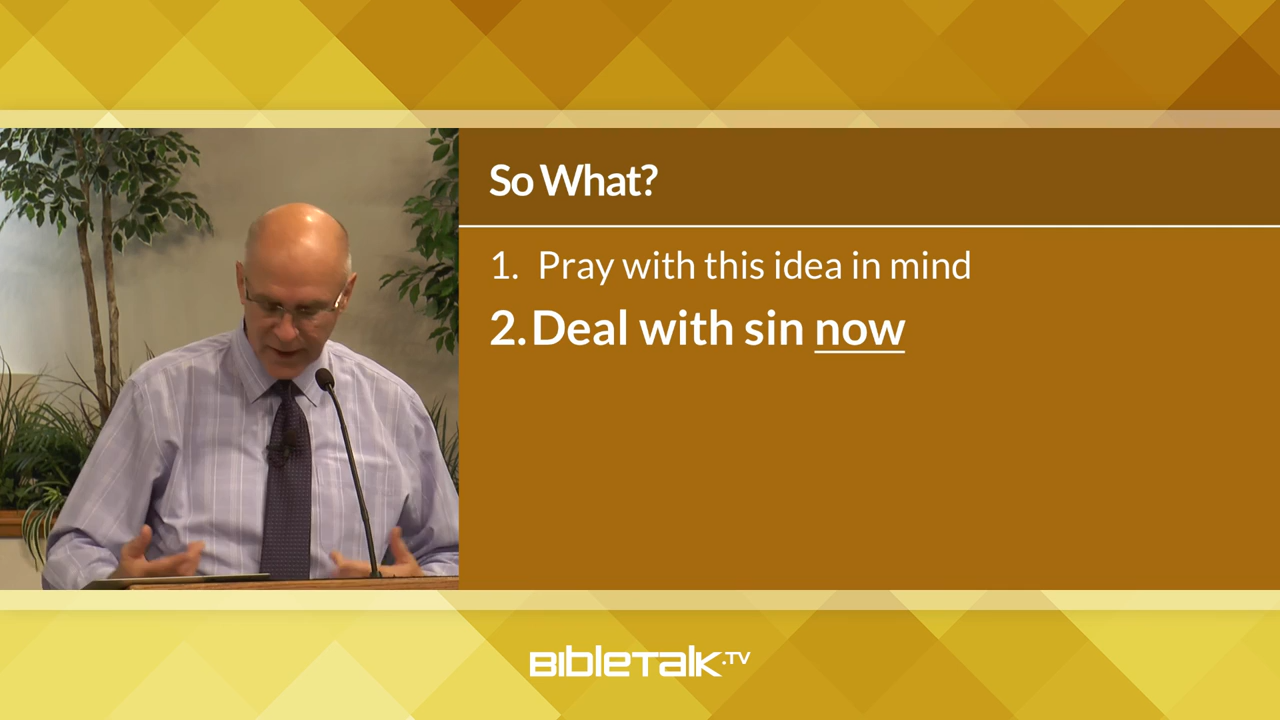 So What?
1. Pray with this idea in mind
2. Deal with sin now
BibleTalk.TV